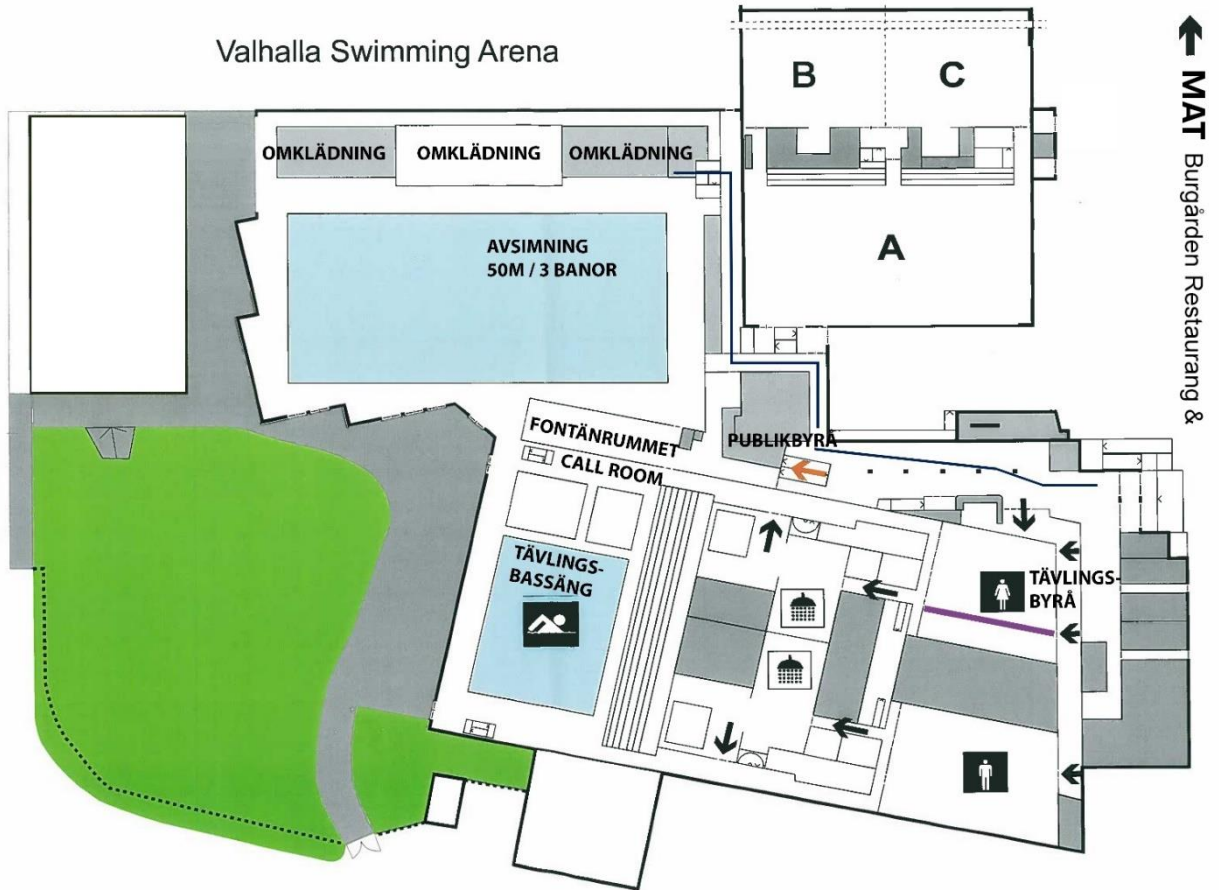 Valhalla Swimming Arena
B
C
MAT Burgården Restaurang &
OMKLÄDNING
OMKLÄDNING
OMKLÄDNING
A
AVSIMNING
50M / 3 BANOR
FONTÄNRUMMET
PUBLIKBYRÅ
CALL ROOM
TÄVLINGS-
BASSÄNG
TÄVLINGS-
BYRÅ